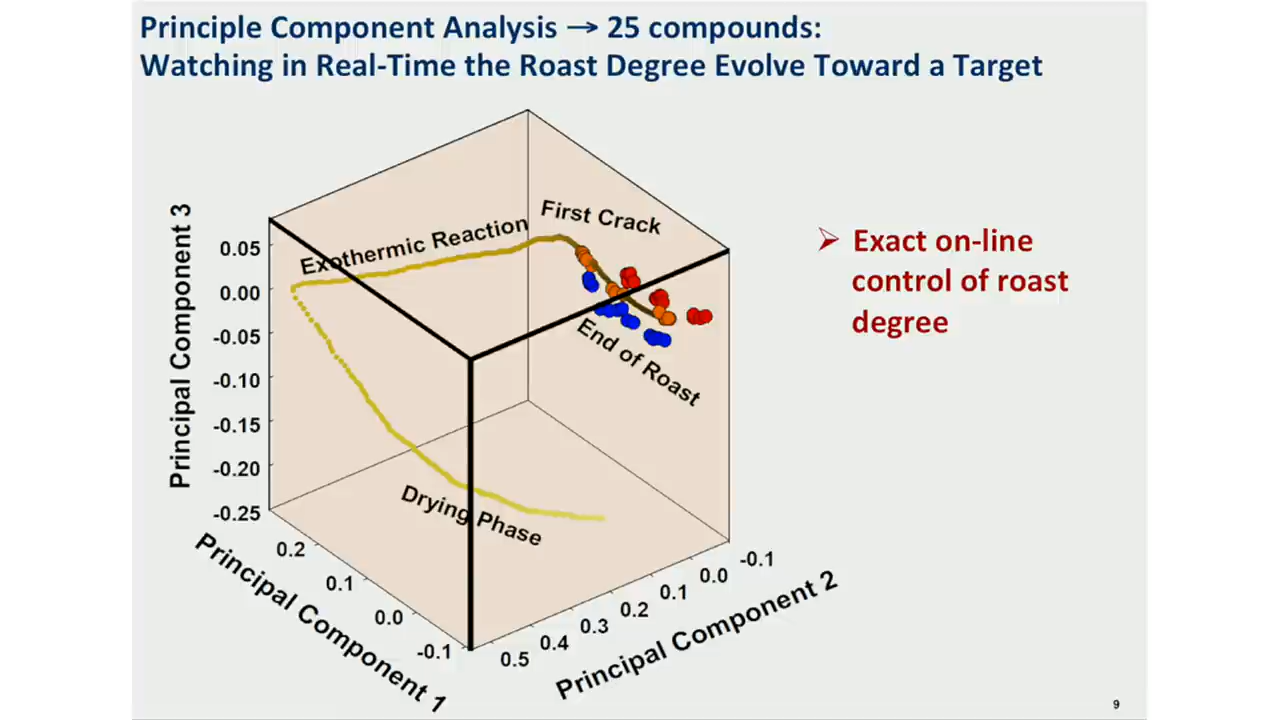 Principle Component Analysis → 25 compounds:
Watching in Real-Time the Roast Degree Evolve Toward a Target
First Crack
Exothermic Reaction
End of Roast
Drying Phase
Principal Component 3
0.05
0.00
-0.05
-0.10
-0.15
-0.20
-0.25
Principal Component 1
0.2
0.1
0.0
-0.1
Principal Component 2
0.5
0.4
0.3
0.2
0.1
0.0
-0.1
➢ Exact on-line
control of roast
degree
9